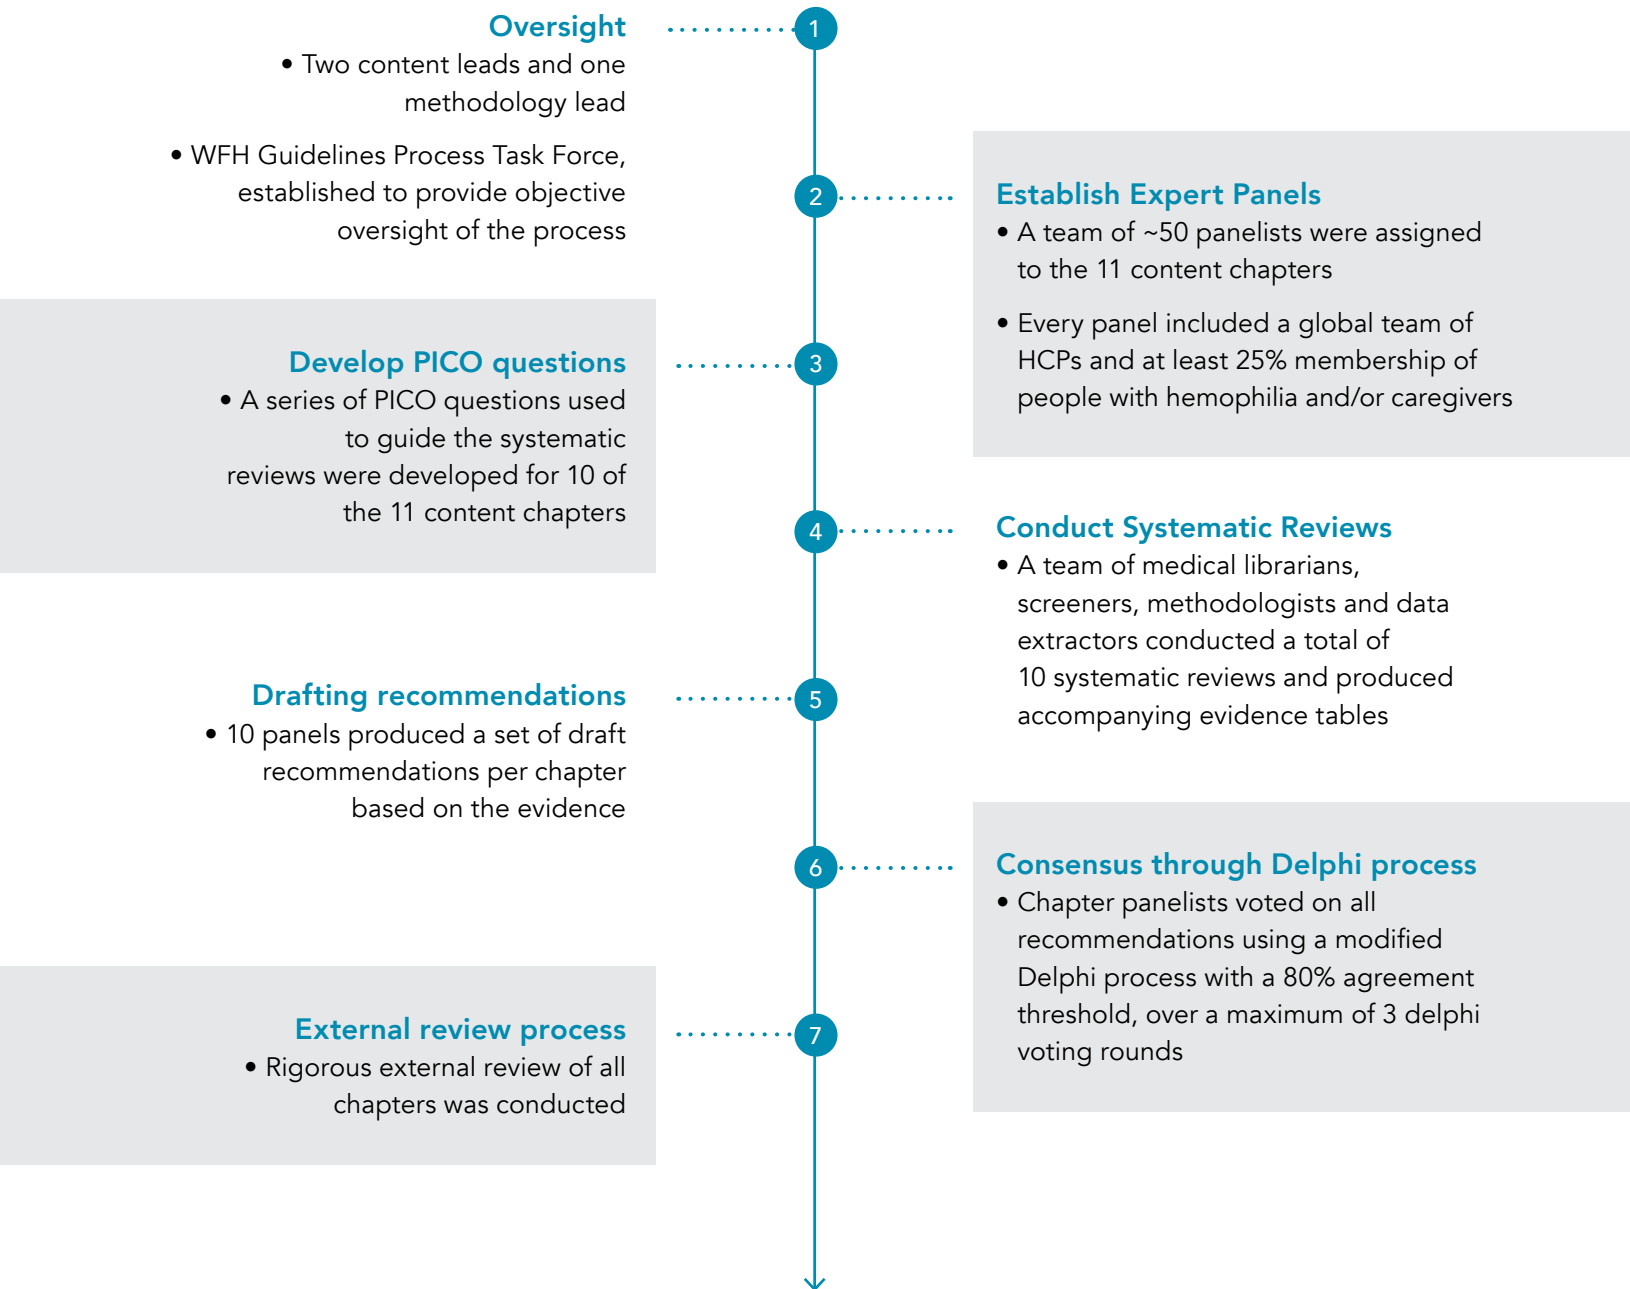 1
Oversight
• Two content leads and one
methodology lead
• WFH Guidelines Process Task Force,
established to provide objective
oversight of the process
2
Establish Expert Panels
• A team of ~50 panelists were assigned
to the 11 content chapters
• Every panel included a global team of
HCPs and at least 25% membership of
people with hemophilia and/or caregivers
3
Develop PICO questions
• A series of PICO questions used
to guide the systematic
reviews were developed for 10 of
the 11 content chapters
4
Conduct Systematic Reviews
• A team of medical librarians,
screeners, methodologists and data
extractors conducted a total of
10 systematic reviews and produced
accompanying evidence tables
5
Drafting recommendations
• 10 panels produced a set of draft
recommendations per chapter
based on the evidence
6
Consensus through Delphi process
• Chapter panelists voted on all
recommendations using a modified
Delphi process with a 80% agreement
threshold, over a maximum of 3 delphi
voting rounds
7
External review process
• Rigorous external review of all
chapters was conducted